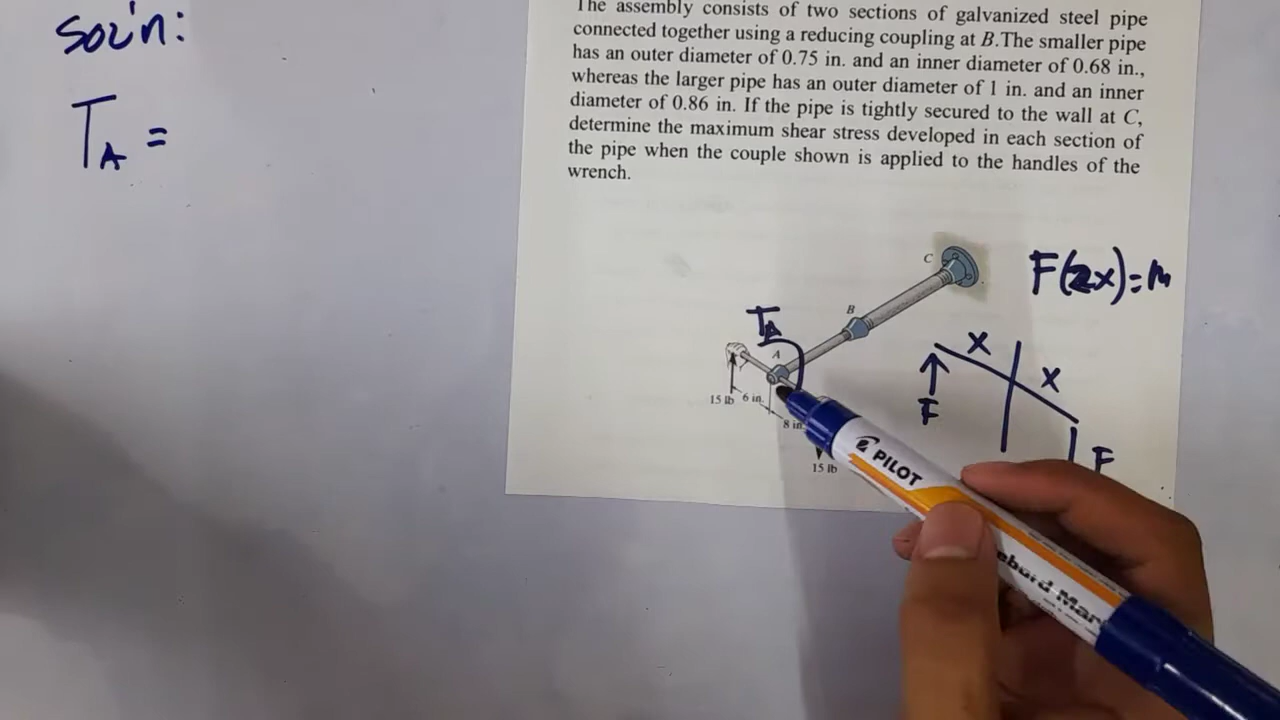 Sol'n:
T_A =
The assembly consists of two sections of galvanized steel pipe
connected together using a reducing coupling at B. The smaller pipe
has an outer diameter of 0.75 in. and an inner diameter of 0.68 in.,
whereas the larger pipe has an outer diameter of 1 in. and an inner
diameter of 0.86 in. If the pipe is tightly secured to the wall at C,
determine the maximum shear stress developed in each section of
the pipe when the couple shown is applied to the handles of the
wrench.
C
F(2x)=M
B
T_A
A
x
x
15 lb
6 in.
F
8 in.
15 lb
F
PILOT